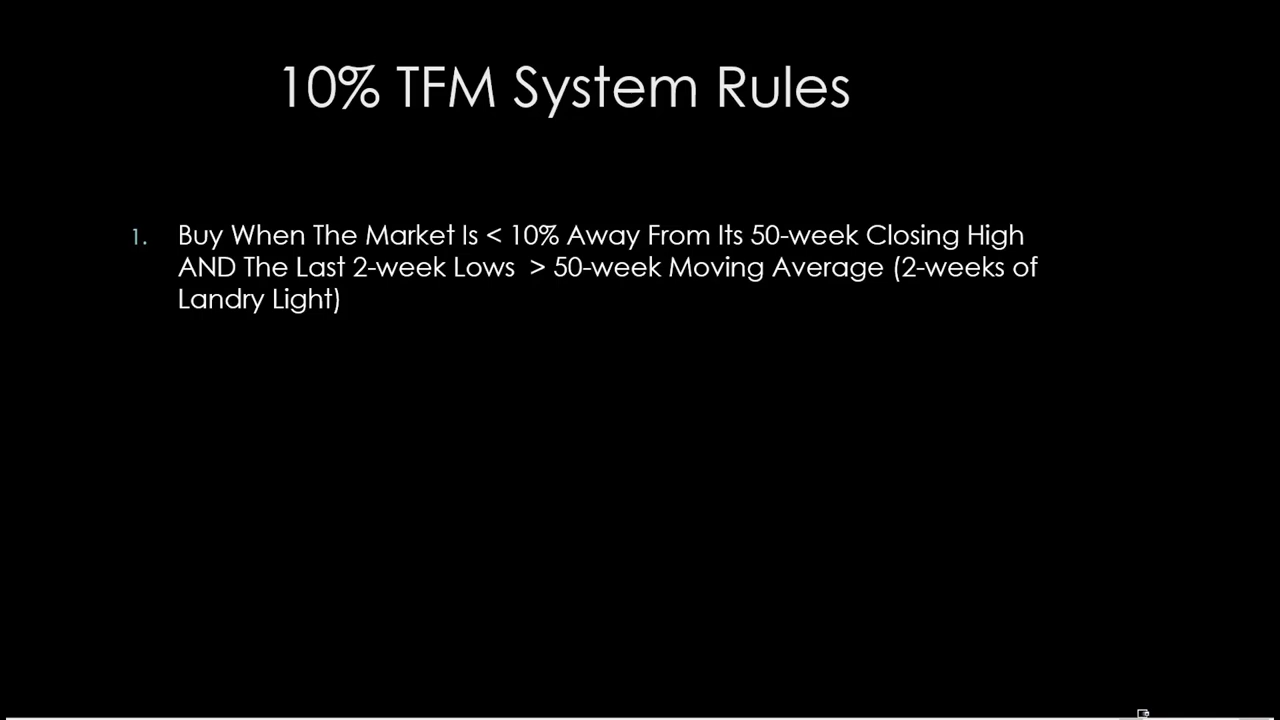 10% TFM System Rules
1. Buy When The Market Is < 10% Away From Its 50-week Closing High
AND The Last 2-week Lows > 50-week Moving Average (2-weeks of
Landry Light)